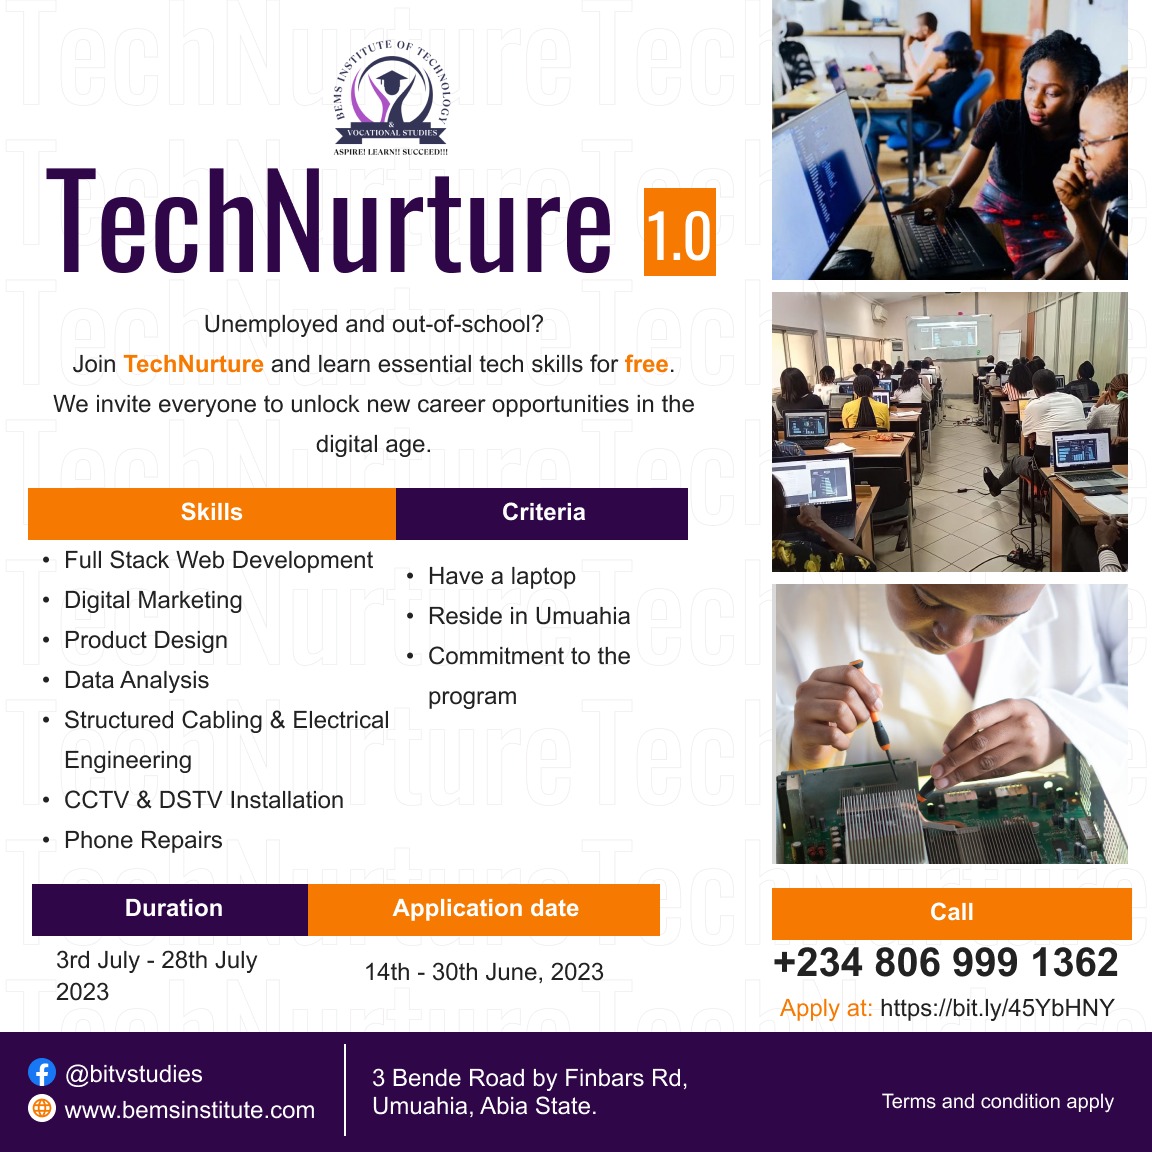 BEMS INSTITUTE OF TECHNOLOGY
&
VOCATIONAL STUDIES
ASPIRE! LEARN!! SUCCEED!!!
TechNurture 1.0
Unemployed and out-of-school?
Join TechNurture and learn essential tech skills for free.
We invite everyone to unlock new career opportunities in the
digital age.
Skills
• Full Stack Web Development
• Digital Marketing
• Product Design
• Data Analysis
• Structured Cabling & Electrical
Engineering
• CCTV & DSTV Installation
• Phone Repairs
Criteria
• Have a laptop
• Reside in Umuahia
• Commitment to the
program
Duration
3rd July - 28th July
2023
Application date
14th - 30th June, 2023
Call
+234 806 999 1362
Apply at: https://bit.ly/45YbHNY
@bitvstudies
www.bemsinstitute.com
3 Bende Road by Finbars Rd,
Umuahia, Abia State.
Terms and condition apply